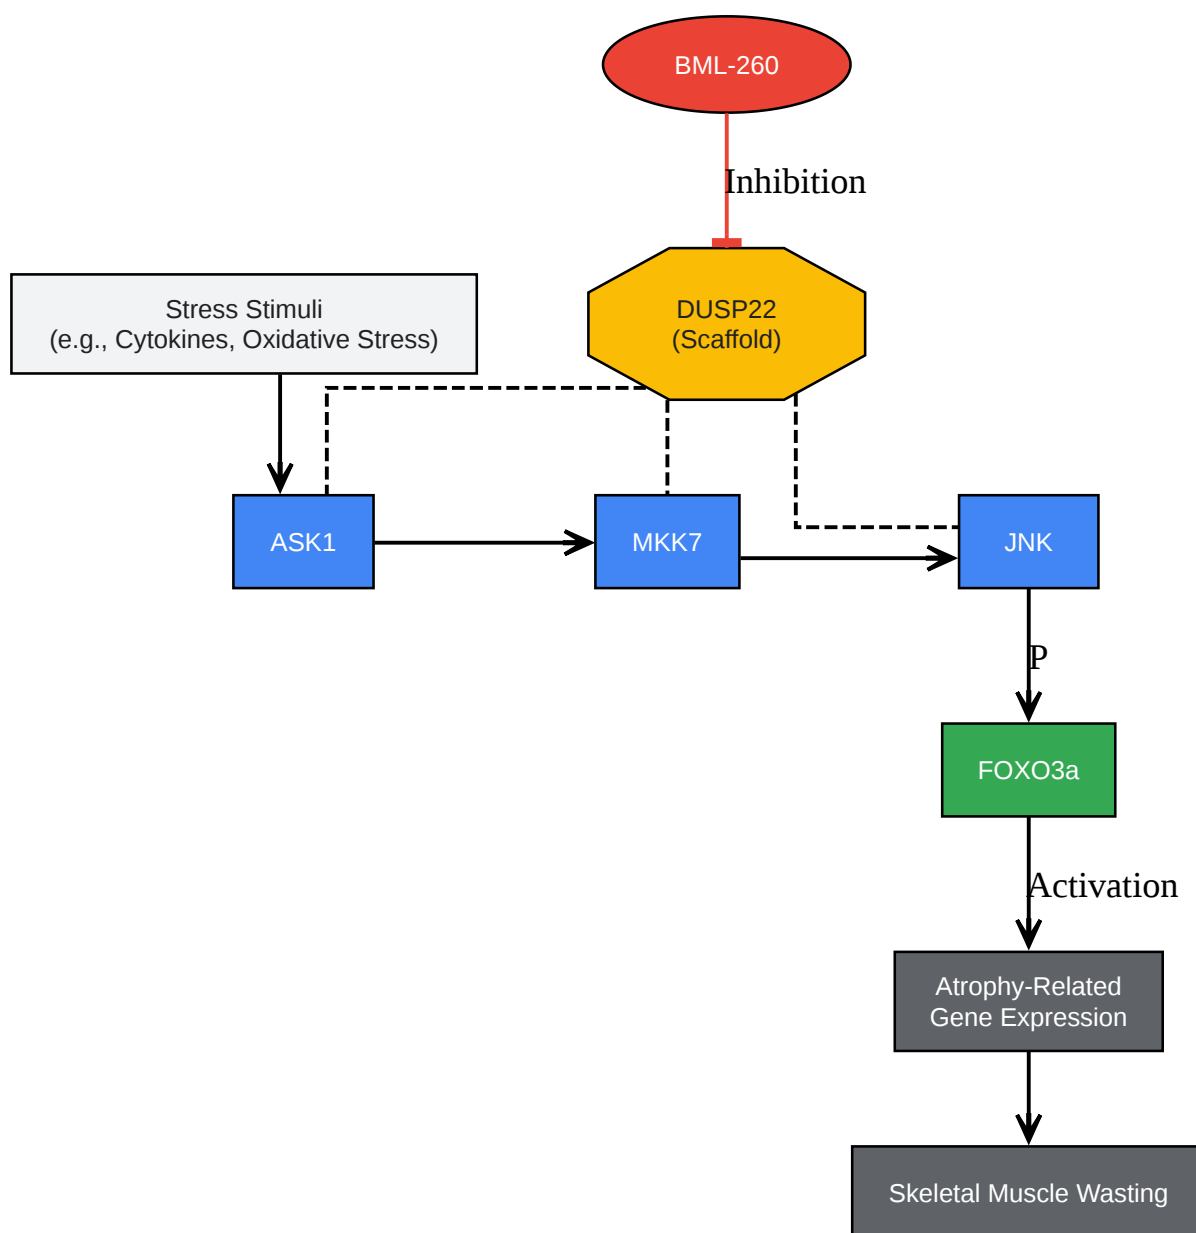 BML-260
Inhibition
Stress Stimuli
(e.g., Cytokines, Oxidative Stress)
DUSP22
(Scaffold)
ASK1
MKK7
JNK
P
FOXO3a
Activation
Atrophy-Related
Gene Expression
Skeletal Muscle Wasting